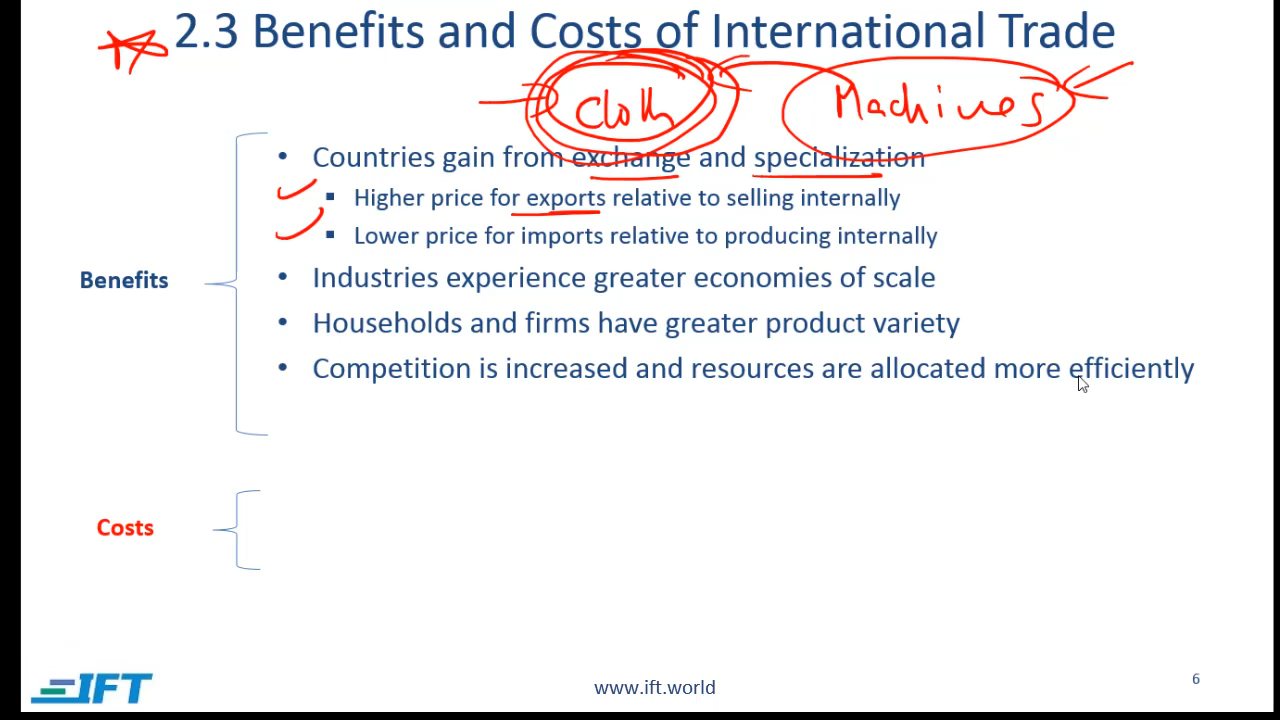 2.3 Benefits and Costs of International Trade
Cloth Machines
• Countries gain from exchange and specialization
▪ Higher price for exports relative to selling internally
▪ Lower price for imports relative to producing internally
Benefits
• Industries experience greater economies of scale
• Households and firms have greater product variety
• Competition is increased and resources are allocated more efficiently
Costs
IFT
www.ift.world
6